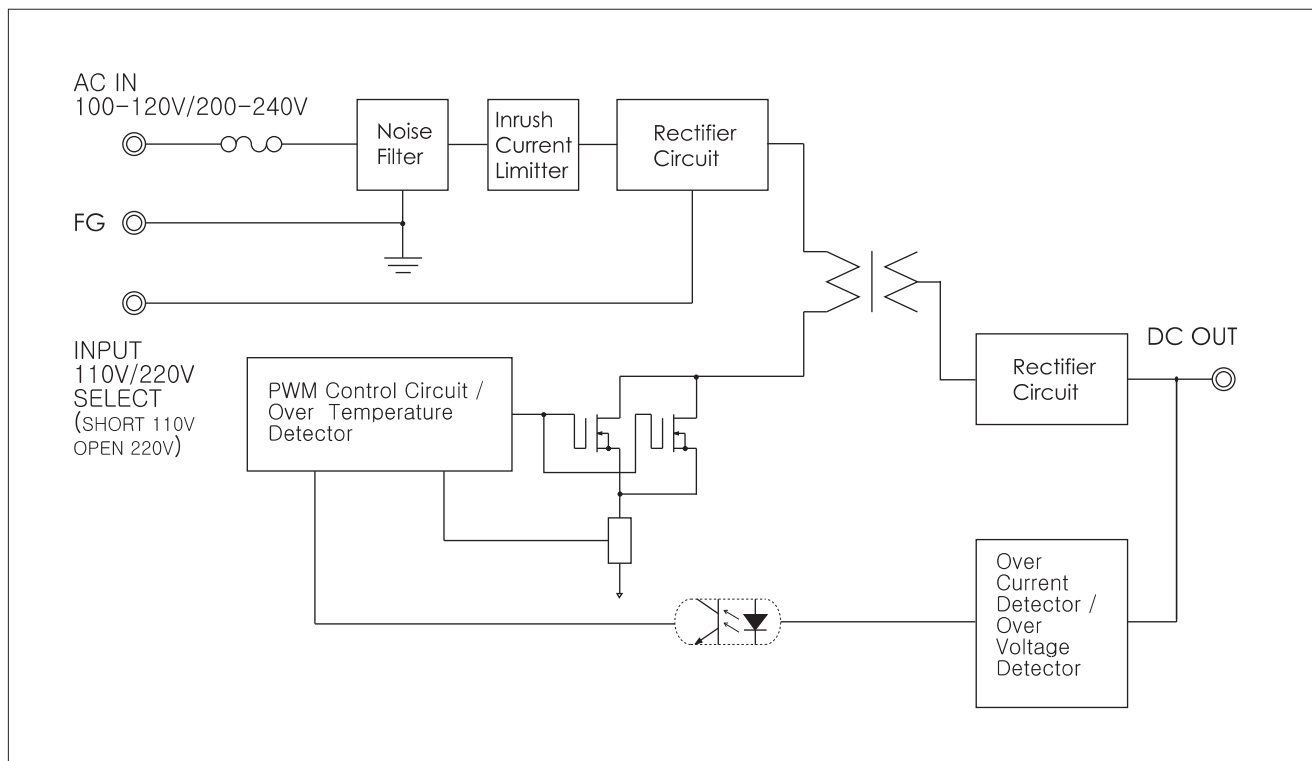 AC IN
100-120V/200-240V
Noise
Filter
Inrush
Current
Limitter
Rectifier
Circuit
FG
INPUT
110V/220V
SELECT
(SHORT 110V
OPEN 220V)
PWM Control Circuit /
Over Temperature
Detector
Rectifier
Circuit
DC OUT
Over
Current
Detector /
Over
Voltage
Detector